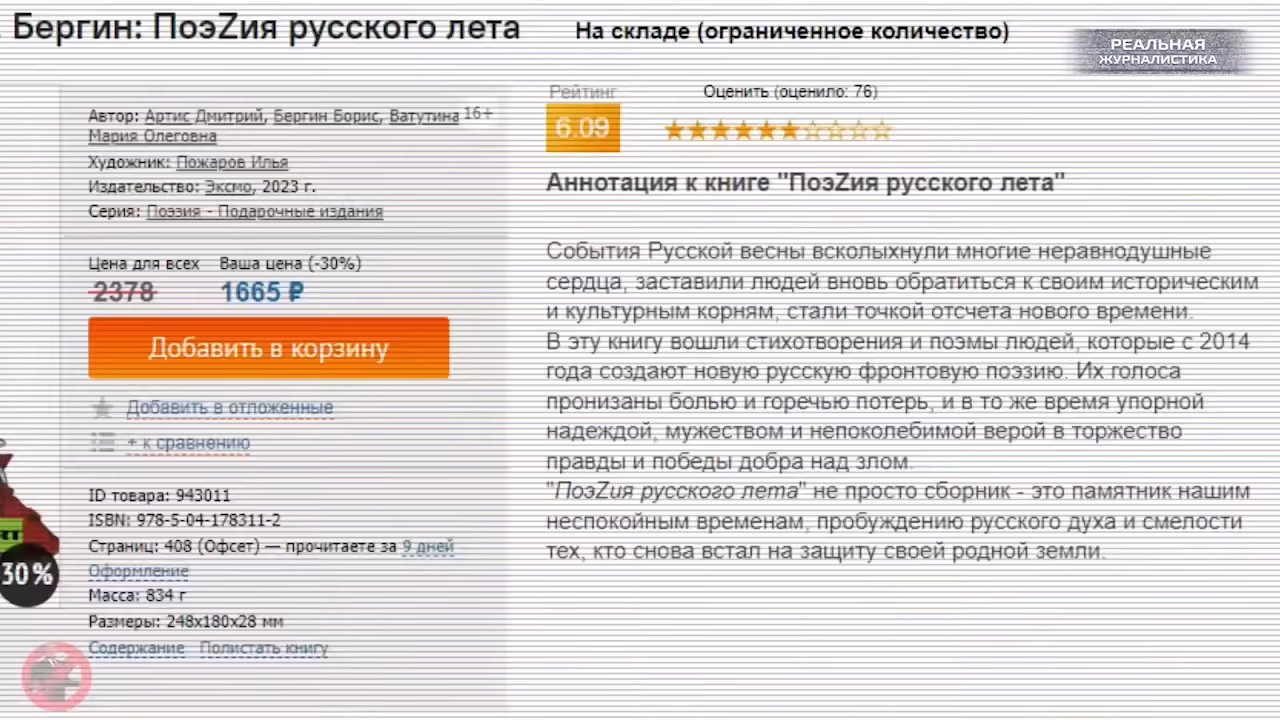 Бергин: ПоэZия русского лета
На складе (ограниченное количество)
РЕАЛЬНАЯ
ЖУРНАЛИСТИКА
Автор: Артис Дмитрий, Бергин Борис, Ватутина
Мария Олеговна
16+
Художник: Пожаров Илья
Издательство: Эксмо, 2023 г.
Серия: Поэзия - Подарочные издания
Цена для всех Ваша цена (-30%)
2378 1665 ₽
Добавить в корзину
Добавить в отложенные
+ к сравнению
ID товара: 943011
ISBN: 978-5-04-178311-2
Страниц: 408 (Офсет) — прочитаете за 9 дней
Оформление
Масса: 834 г
Размеры: 248x180x28 мм
Содержание Полистать книгу
30%
Рейтинг
Оценить (оценило: 76)
6.09
Аннотация к книге "ПоэZия русского лета"
События Русской весны всколыхнули многие неравнодушные
сердца, заставили людей вновь обратиться к своим историческим
и культурным корням, стали точкой отсчета нового времени.
В эту книгу вошли стихотворения и поэмы людей, которые с 2014
года создают новую русскую фронтовую поэзию. Их голоса
пронизаны болью и горечью потерь, и в то же время упорной
надеждой, мужеством и непоколебимой верой в торжество
правды и победы добра над злом.
"ПоэZия русского лета" не просто сборник - это памятник нашим
неспокойным временам, пробуждению русского духа и смелости
тех, кто снова встал на защиту своей родной земли.